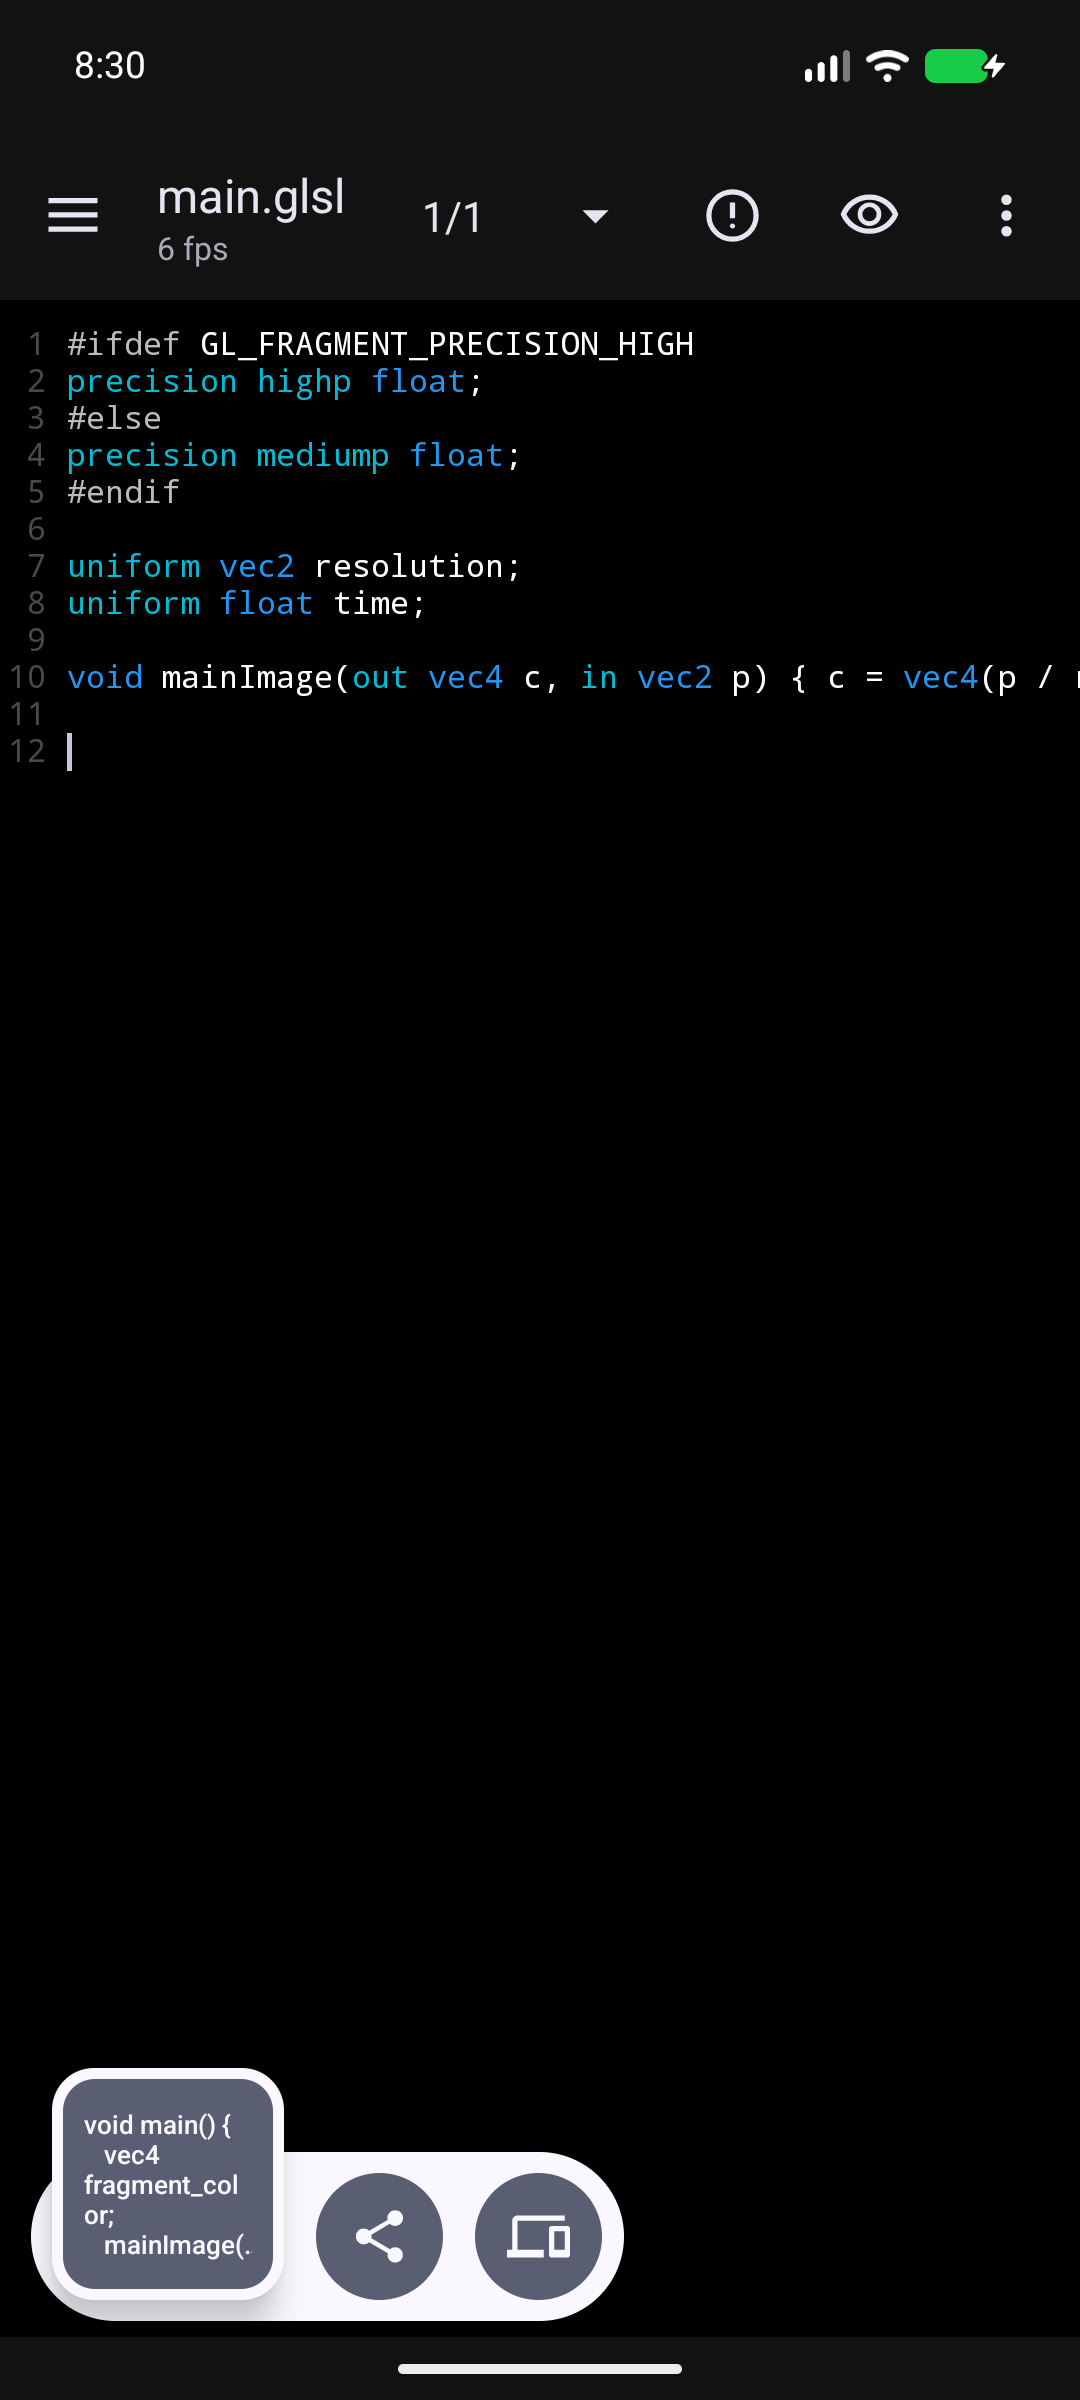 8:30
main.glsl
6 fps
1/1
1 #ifdef GL_FRAGMENT_PRECISION_HIGH
2 precision highp float;
3 #else
4 precision mediump float;
5 #endif
6
7 uniform vec2 resolution;
8 uniform float time;
9
10 void mainImage(out vec4 c, in vec2 p) { c = vec4(p /
11
12
void main() {
vec4
fragment_col
or;
mainImage(.